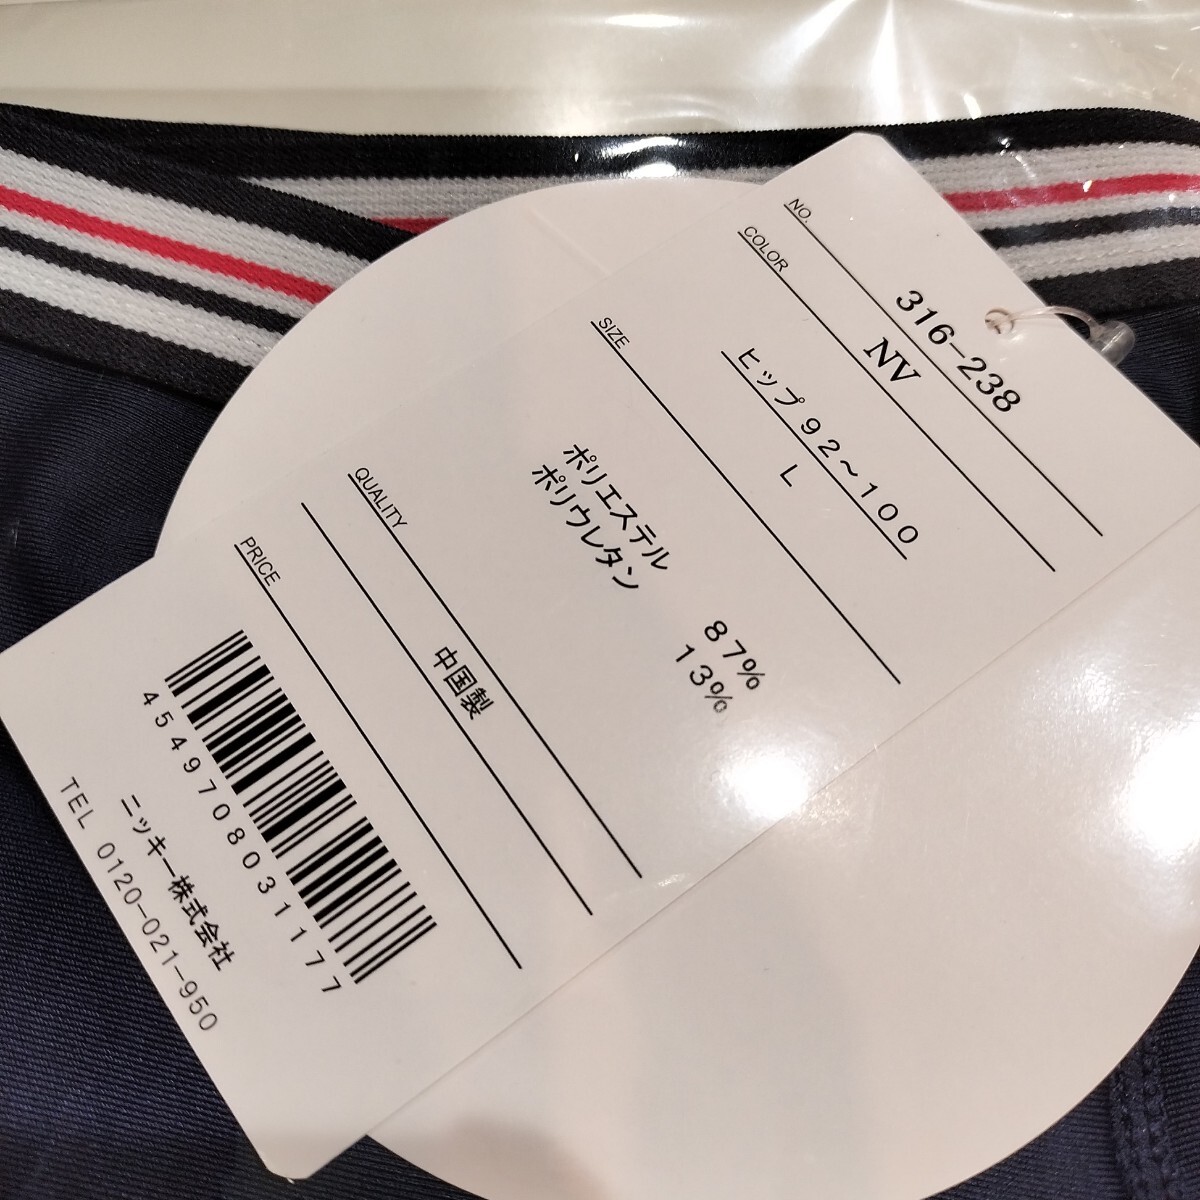 NO. 316-238
COLOR NV
SIZE ヒップ92~100
L
ポリエステル 87%
ポリウレタン 13%
QUALITY
中国製
PRICE
4549708031177
ニッキー株式会社
TEL 0120-021-950